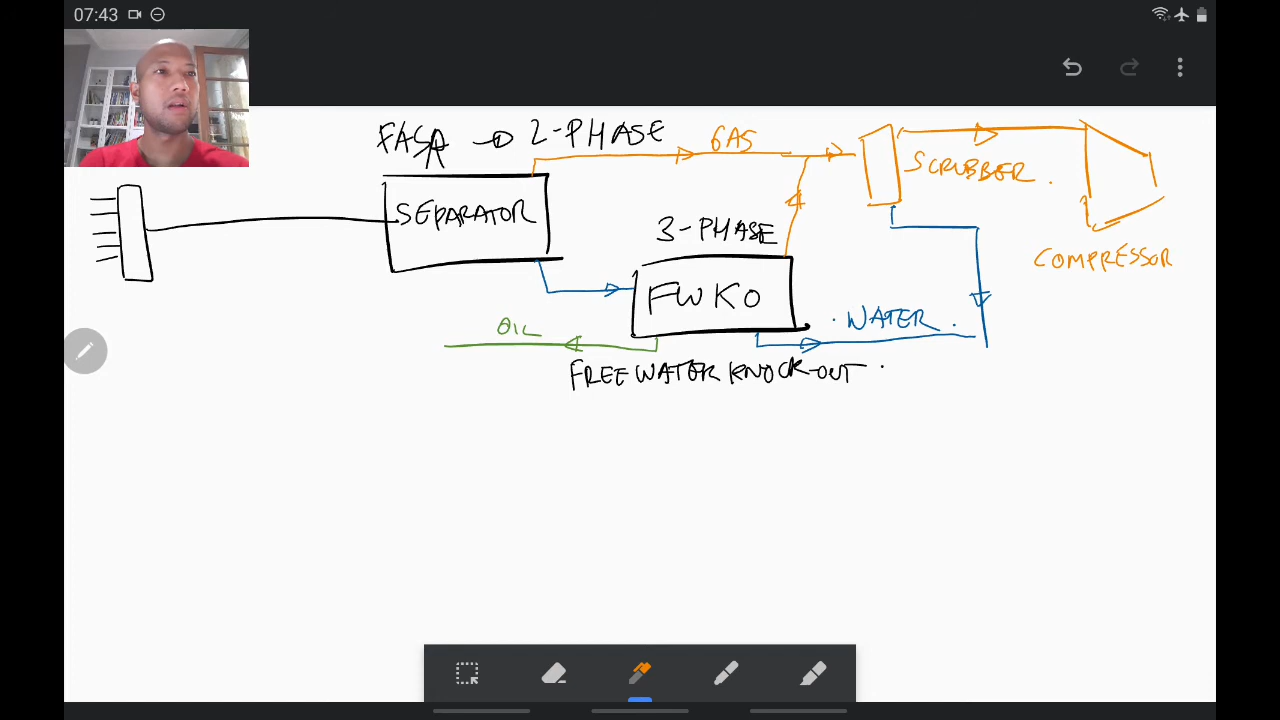 07:43
FASA → 2-PHASE
GAS
SCRUBBER.
SEPARATOR
3-PHASE
COMPRESSOR
FWKO
WATER
OIL
FREE WATER KNOCK-OUT